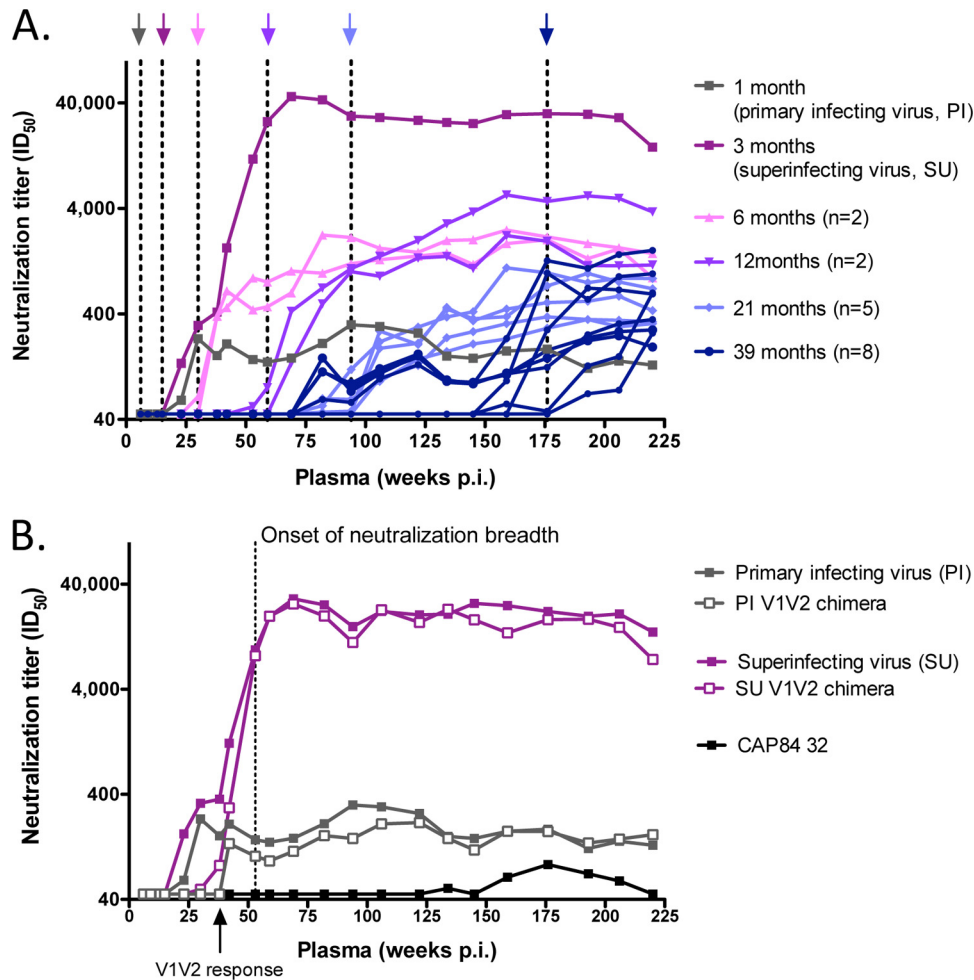 A.
40,000
4,000
400
40
Neutralization titer (ID50)
0 25 50 75 100 125 150 175 200 225
Plasma (weeks p.i.)
1 month
(primary infecting virus, PI)
3 months
(superinfecting virus, SU)
6 months (n=2)
12months (n=2)
21 months (n=5)
39 months (n=8)
B.
Onset of neutralization breadth
40,000
4,000
400
40
Neutralization titer (ID50)
0 25 50 75 100 125 150 175 200 225
Plasma (weeks p.i.)
V1V2 response
Primary infecting virus (PI)
PI V1V2 chimera
Superinfecting virus (SU)
SU V1V2 chimera
CAP84 32